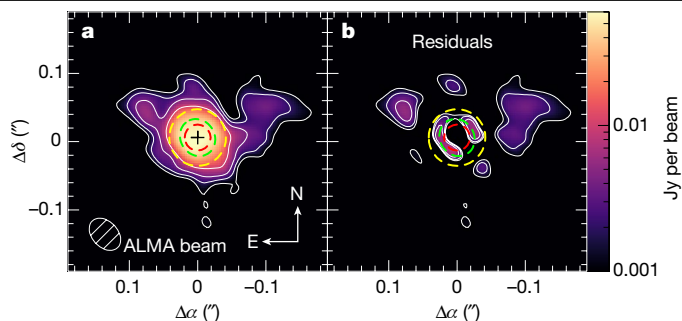 a
b
Residuals
0.1
0
−0.1
Δδ (″)
N
E
ALMA beam
0.1
0
−0.1
Δα (″)
0.1
0
−0.1
Δα (″)
0.01
0.001
Jy per beam